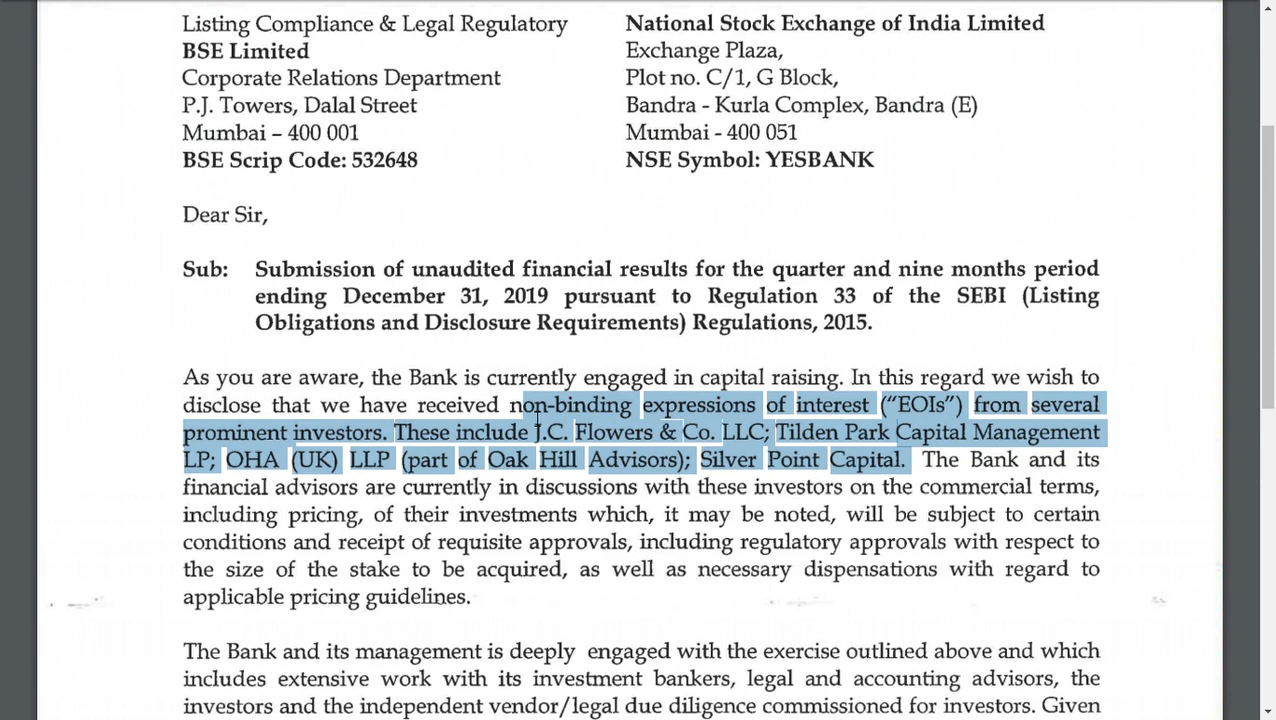 Listing Compliance & Legal Regulatory
BSE Limited
Corporate Relations Department
P.J. Towers, Dalal Street
Mumbai – 400 001
BSE Scrip Code: 532648
National Stock Exchange of India Limited
Exchange Plaza,
Plot no. C/1, G Block,
Bandra - Kurla Complex, Bandra (E)
Mumbai - 400 051
NSE Symbol: YESBANK
Dear Sir,
Sub: Submission of unaudited financial results for the quarter and nine months period
ending December 31, 2019 pursuant to Regulation 33 of the SEBI (Listing
Obligations and Disclosure Requirements) Regulations, 2015.
As you are aware, the Bank is currently engaged in capital raising. In this regard we wish to
disclose that we have received non-binding expressions of interest (“EOIs”) from several
prominent investors. These include J.C. Flowers & Co. LLC; Tilden Park Capital Management
LP; OHA (UK) LLP (part of Oak Hill Advisors); Silver Point Capital. The Bank and its
financial advisors are currently in discussions with these investors on the commercial terms,
including pricing, of their investments which, it may be noted, will be subject to certain
conditions and receipt of requisite approvals, including regulatory approvals with respect to
the size of the stake to be acquired, as well as necessary dispensations with regard to
applicable pricing guidelines.
The Bank and its management is deeply engaged with the exercise outlined above and which
includes extensive work with its investment bankers, legal and accounting advisors, the
investors and the independent vendor/legal due diligence commissioned for investors. Given